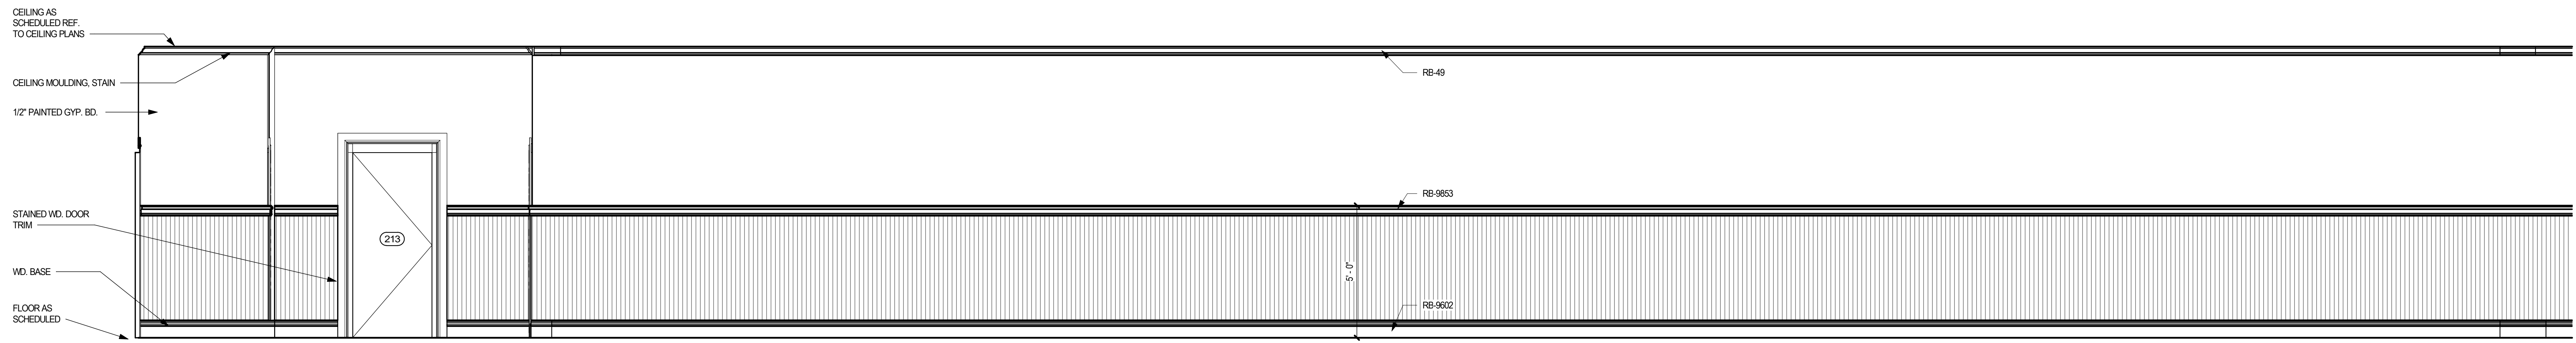 CEILING AS
SCHEDULED REF.
TO CEILING PLANS
CEILING MOULDING, STAIN
1/2" PAINTED GYP. BD.
STAINED WD. DOOR
TRIM
WD. BASE
FLOOR AS
SCHEDULED
213
RB-49
RB-9853
5' - 0"
RB-9602